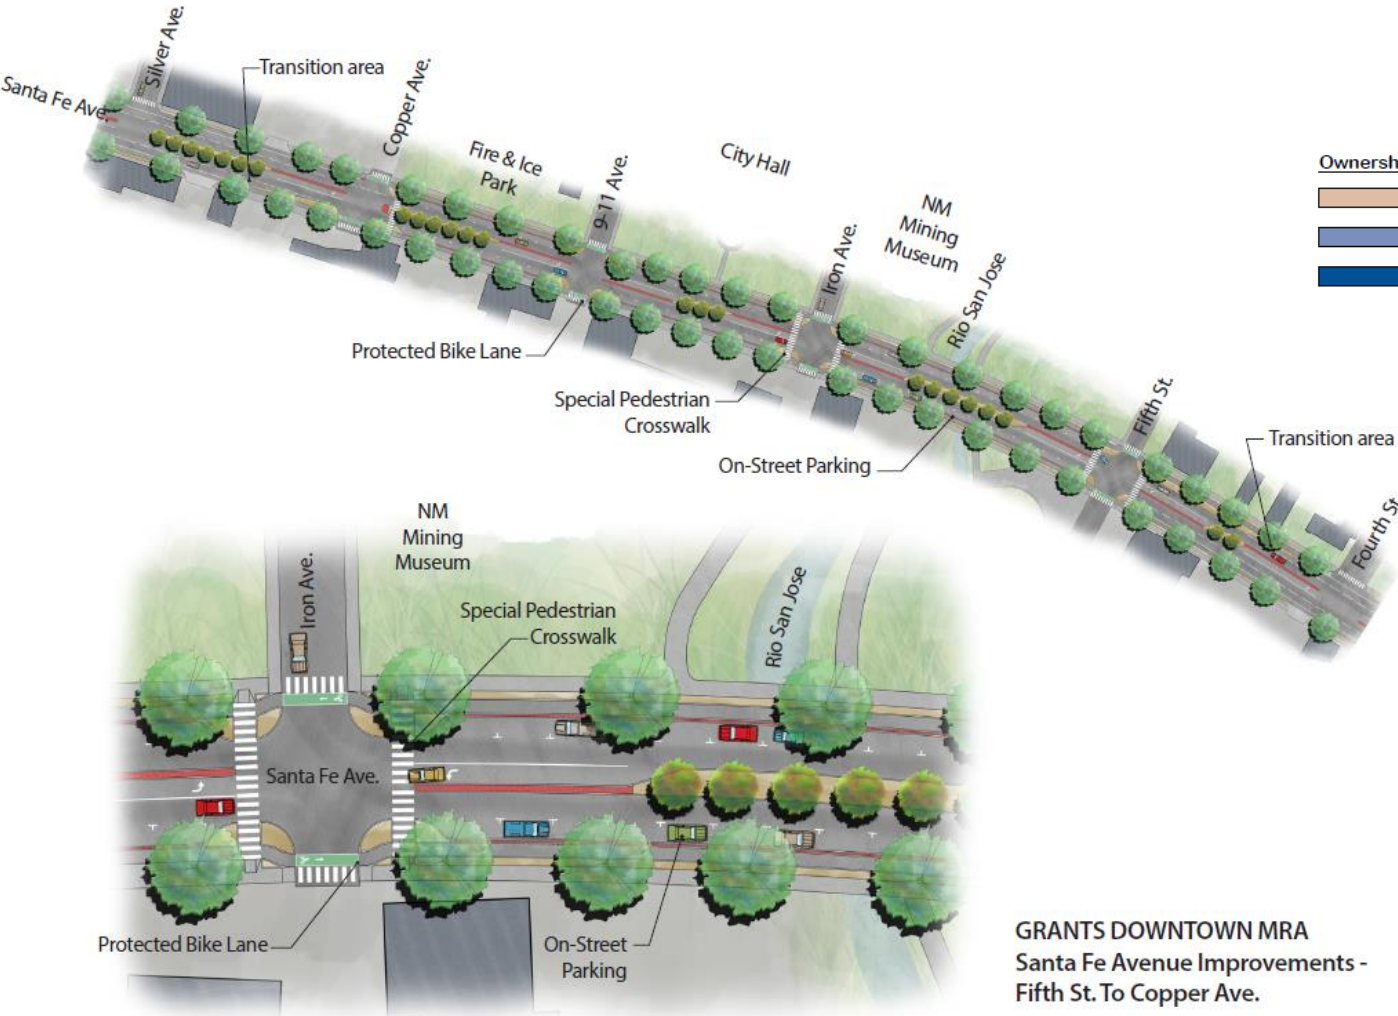 Silver Ave.
Transition area
Santa Fe Ave.
Copper Ave.
Fire & Ice
Park
9-11 Ave.
City Hall
NM
Mining
Museum
Iron Ave.
Rio San Jose
Ownersh
Protected Bike Lane
Special Pedestrian
Crosswalk
On-Street Parking
Fifth St.
Transition area
Fourth St
NM
Mining
Museum
Iron Ave.
Special Pedestrian
Crosswalk
Rio San Jose
Santa Fe Ave.
Protected Bike Lane
On-Street
Parking
GRANTS DOWNTOWN MRA
Santa Fe Avenue Improvements -
Fifth St. To Copper Ave.